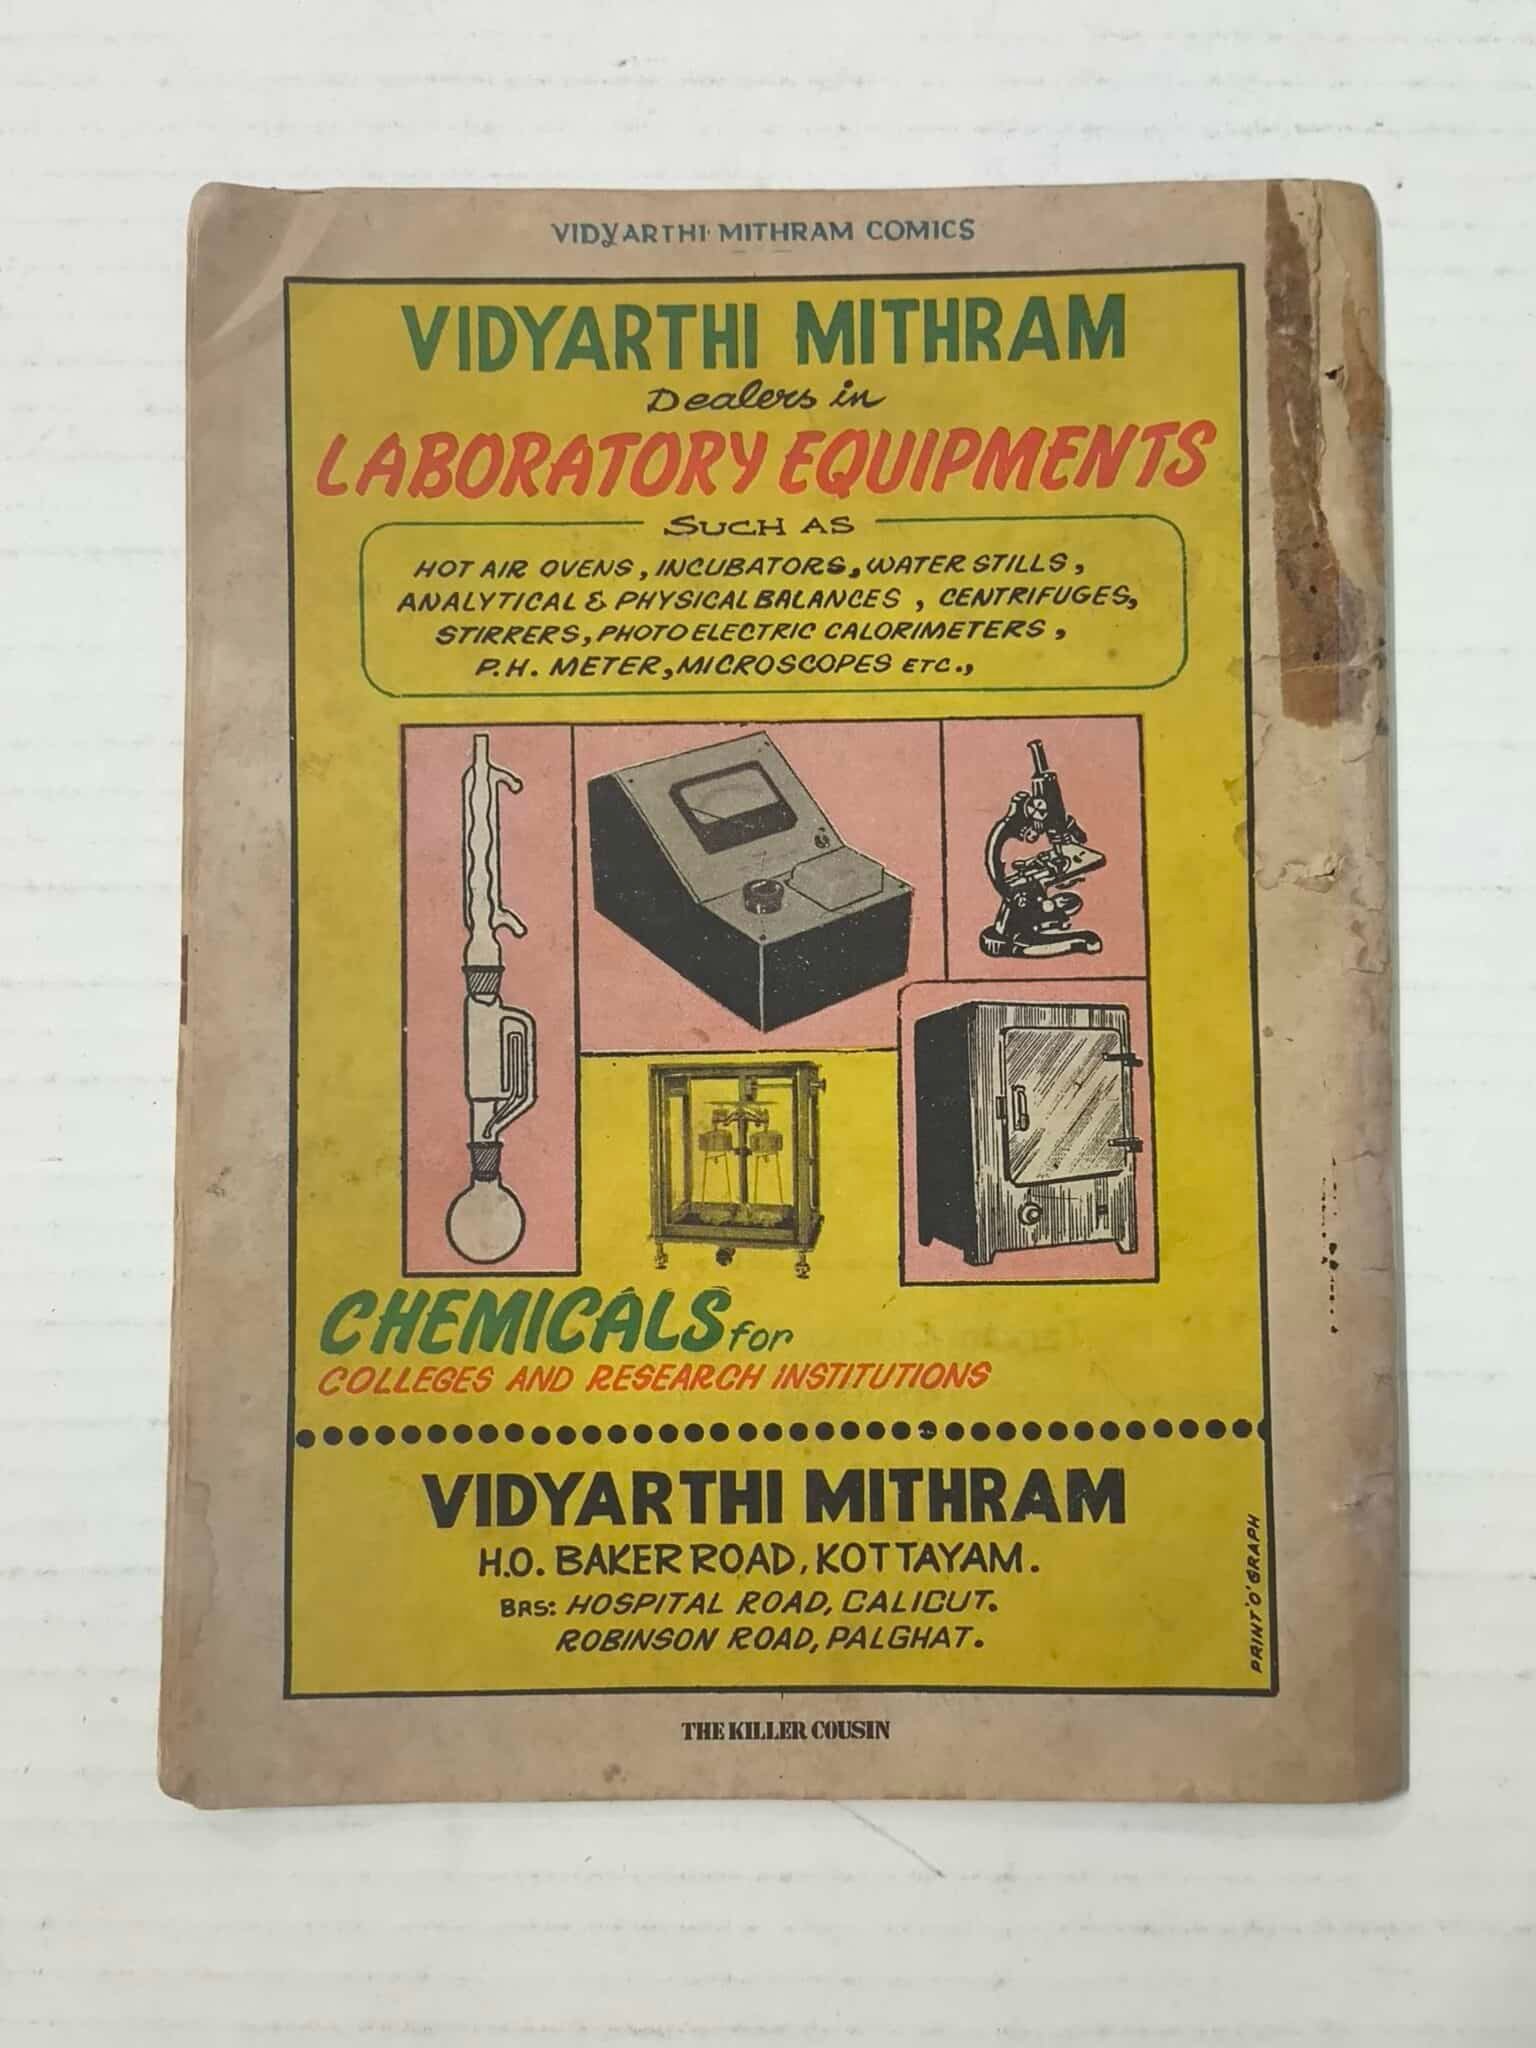 VIDYARTHI MITHRAM COMICS
VIDYARTHI MITHRAM
Dealers in
LABORATORY EQUIPMENTS
SUCH AS
HOT AIR OVENS, INCUBATORS, WATER STILLS,
ANALYTICAL & PHYSICAL BALANCES, CENTRIFUGES,
STIRRERS, PHOTO ELECTRIC CALORIMETERS,
P.H. METER, MICROSCOPES ETC.,
CHEMICALS for
COLLEGES AND RESEARCH INSTITUTIONS
VIDYARTHI MITHRAM
H.O. BAKER ROAD, KOTTAYAM.
BRS: HOSPITAL ROAD, CALICUT.
ROBINSON ROAD, PALGHAT.
PRINT'O'GRAPH
THE KILLER COUSIN